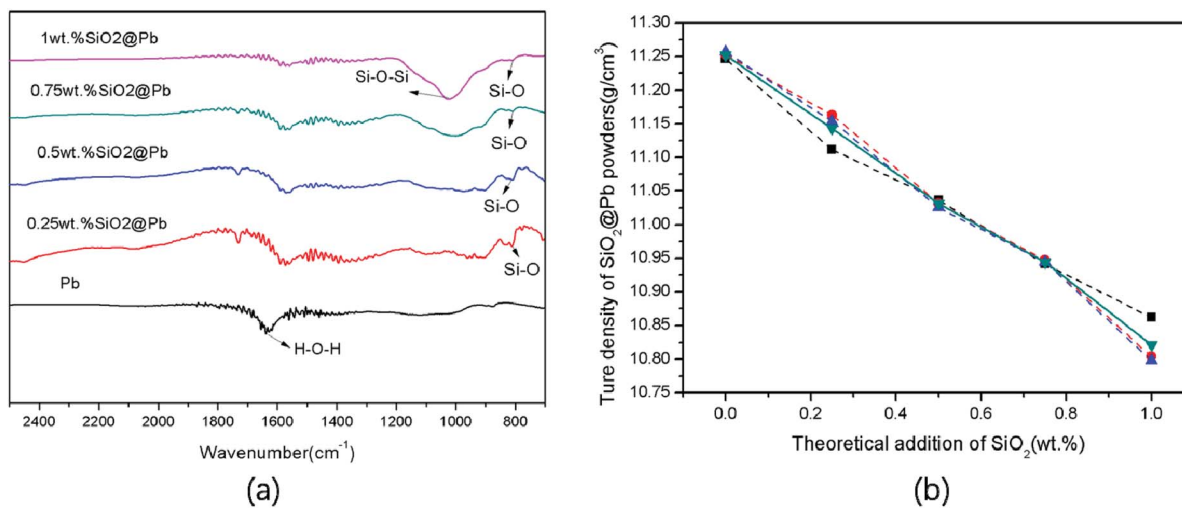 1wt.%SiO2@Pb
Si-O-Si
Si-O
0.75wt.%SiO2@Pb
Si-O
0.5wt.%SiO2@Pb
Si-O
0.25wt.%SiO2@Pb
Si-O
Pb
H-O-H
2400 2200 2000 1800 1600 1400 1200 1000 800
Wavenumber(cm⁻¹)
(a)
Ture density of SiO₂@Pb powders(g/cm³)
11.30
11.25
11.20
11.15
11.10
11.05
11.00
10.95
10.90
10.85
10.80
10.75
0.0 0.2 0.4 0.6 0.8 1.0
Theoretical addition of SiO₂(wt.%)
(b)